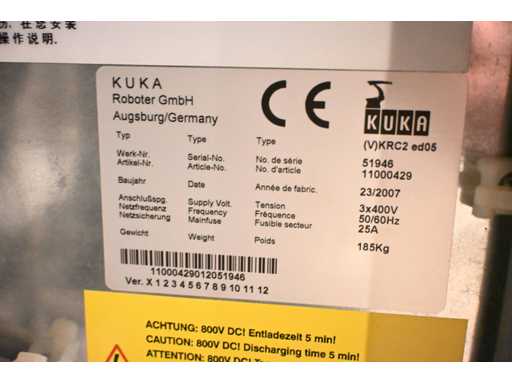 在您安装
操作说明.
KUKA
Roboter GmbH
Augsburg/Germany
CE
KUKA
Typ Type Type (V)KRC2 ed05
Werk-Nr. Serial-No. No. de série 51946
Artikel-Nr. Article-No. No. d'article 11000429
Baujahr Date Année de fabric. 23/2007
Anschlußspg. Supply Volt. Tension 3x400V
Netzfrequenz Frequency Fréquence 50/60Hz
Netzsicherung Mainfuse Fusible secteur 25A
Gewicht Weight Poids 185Kg
11000429012051946
Ver. X 1 2 3 4 5 6 7 8 9 10 11 12
ACHTUNG: 800V DC! Entladezeit 5 min!
CAUTION: 800V DC! Discharging time 5 min!
ATTENTION: 800V DC!